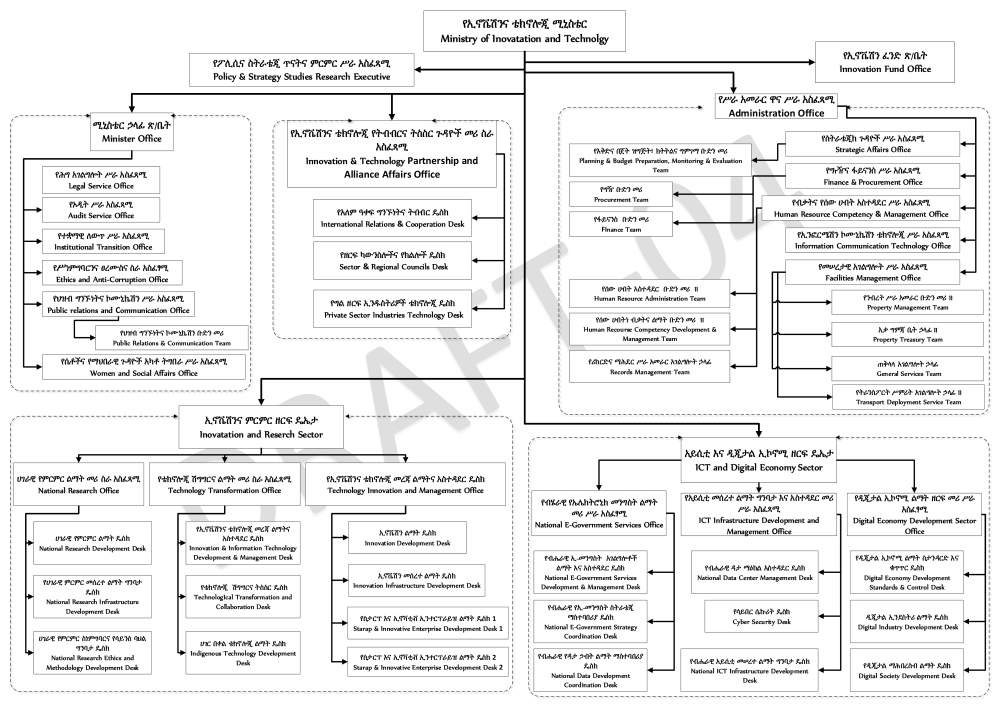 የኢኖቬሽንና ቴክኖሎጂ ሚኒስቴር
Ministry of Inovatation and Technolgy
የፖሊሲና ስትራቴጂ ጥናትና ምርምር ሥራ አስፈጻሚ
Policy & Strategy Studies Research Executive
የኢኖቬሽን ፈንድ ጽ/ቤት
Innovation Fund Office
ሚኒስቴር ኃላፊ ጽ/ቤት
Minister Office
የሕግ አገልግሎት ሥራ አስፈጻሚ
Legal Service Office
የኦዲት ሥራ አስፈጻሚ
Audit Service Office
የተቋማዊ ለውጥ ሥራ አስፈጻሚ
Institutional Transition Office
የሥነምግባርንና ፀረሙስና ስራ አስፈፃሚ
Ethics and Anti-Corruption Office
የህዝብ ግንኙነትና ኮሙኒኬሽን ሥራ አስፈጻሚ
Public relations and Communication Office
የህዝብ ግንኙነትና ኮሙኒኬሽን ቡድን መሪ
Public Relations & Communication Team
የሴቶችና የማህበራዊ ጉዳዮች አካቶ ትግበራ ሥራ አስፈጻሚ
Women and Social Affairs Office
የኢኖቬሽንና ቴክኖሎጂ የትብብርና ትስስር ጉዳዮች መሪ ስራ
አስፈጻሚ
Innovation & Technology Partnership and
Alliance Affairs Office
የአለም ዓቀፍ ግንኙነትና ትብብር ዴስክ
International Relations & Cooperation Desk
የዘርፍ ካውንስሎችና የክልሎች ዴስክ
Sector & Regional Councils Desk
የግል ዘርፍ ኢንዱስትሪዎች ቴክኖሎጂ ዴስክ
Private Sector Industries Technology Desk
የሥራ አመራር ዋና ሥራ አስፈጻሚ
Administration Office
የስትራቴጂክ ጉዳዮች ሥራ አስፈጻሚ
Strategic Affairs Office
የዕቅድና በጀት ዝግጅት፣ ክትትልና ግምገማ ቡድን መሪ
Planning & Budget Preparation, Monitoring & Evaluation
Team
የግዥና ፋይናንስ ሥራ አስፈጻሚ
Finance & Procurement Office
የግዥ ቡድን መሪ
Procurement Team
የፋይናንስ ቡድን መሪ
Finance Team
የብቃትና የሰው ሀብት አስተዳደር ሥራ አስፈጻሚ
Human Resource Competency & Management Office
የኢንፎርሜሽን ኮሙኒኬሽን ቴክኖሎጂ ሥራ አስፈጻሚ
Information Communication Technology Office
የመሠረታዊ አገልግሎት ሥራ አስፈጻሚ
Facilities Management Office
የሰው ሀብት አስተዳደር ቡድን መሪ
Human Resource Administration Team
የሰው ሀብትነ ብቃትና ልማት ቡድን መሪ II
Human Recourse Competency Development &
Management Team
የሪከርድና ማሕደር ሥራ አመራር አገልግሎት ኃላፊ
Records Management Team
የንብረት ሥራ አመራር ቡድን መሪ II
Property Management Team
እቃ ግምጃ ቤት ኃላፊ II
Property Treasury Team
ጠቅላላ አገልግሎት ኃላፊ
General Services Team
የትራንስፖርት ሥምሪት አገልግሎት ኃላፊ II
Transport Deployment Service Team
ኢኖቬሽንና ምርምር ዘርፍ ዴኤታ
Inovatation and Reserch Sector
ሀገራዊ የምርምር ልማት መሪ ስራ አስፈጻሚ
National Research Office
ሀገራዊ የምርምር ልማት ዴስክ
National Research Development Desk
የሀገራዊ ምርምር መሰረተ ልማት ግንባታ
ዴስክ
National Research Infrastructure
Development Desk
ሀገራዊ የምርምር ስነምግባርና የሳይንስ ባህል
ግንባታ ዴስክ
National Research Ethics and
Methodology Development Desk
የቴክኖሎጂ ሽግግርና ልማት መሪ ስራ አስፈጻሚ
Technology Transformation Office
የኢኖቬሽንና ቴክኖሎጂ መረጃ ልማትና
አስተዳደር ዴስክ
Innovation & Information Technology
Development & Management Desk
የቴክኖሎጂ ሽግግርና ትስስር ዴስክ
Technological Transformation and
Collaboration Desk
ሀገር በቀል ቴክኖሎጂ ልማት ዴስክ
Indigenous Technology Development
Desk
የኢኖቬሽንና ቴክኖሎጂ መረጃ ልማትና አስተዳደር ዴስክ
Technology Innovation and Management Office
ኢኖቬሽን ልማት ዴስክ
Innovation Development Desk
ኢኖቬሽን መሰረተ ልማት ዴስክ
Innovation Infrastructure Development Desk
የስታርፕ እና ኢኖቫቲቭ ኢንተርፕራይዝ ልማት ዴስክ 1
Starap & Innovative Enterprise Development Desk 1
የስታርፕ እና ኢኖቫቲቭ ኢንተርፕራይዝ ልማት ዴስክ 2
Starap & Innovative Enterprise Development Desk 2
አይሲቲ እና ዲጂታል ኢኮኖሚ ዘርፍ ዴኤታ
ICT and Digital Economy Sector
የብሄራዊ የኤሌክትሮኒክ መንግስት ልማት
መሪ ሥራ አስፈፃሚ
National E-Government Services Office
የብሔራዊ ኢ.መንግስት አገልግሎቶች
ልማት እና አስተዳደር ዴስክ
National E-Government Services
Development & Management Desk
የብሔራዊ የኢ.መንግስት ስትራቴጂ
ማስተባበሪያ ዴስክ
National E-Government Strategy
Coordination Desk
የብሔራዊ የዳታ ኃብት ልማት ማስተባበሪያ
ዴስክ
National Data Development
Coordination Desk
የአይሲቲ መሰረተ ልማት ግንባታ እና አስተዳደር መሪ
ሥራ አስፈጻሚ
ICT Infrastructure Development and
Management Office
የብሔራዊ ዳታ ማዕከል አስተዳደር ዴስክ
National Data Center Management Desk
የሳይበር ሴኩሪቲ ዴስክ
Cyber Security Desk
የብሔራዊ አይሲቲ መሠረተ ልማት ግንባታ ዴስክ
National ICT Infrastructure Development
Desk
የዲጂታል ኢኮኖሚ ልማት ዘርፍ መሪ ሥራ
አስፈፃሚ
Digital Economy Development Sector
Office
የዲጂታል ኢኮኖሚ ልማት ስታንዳርድ እና
ቁጥጥር ዴስክ
Digital Economy Development
Standards & Control Desk
ዲጂታል ኢንደስትሪ ልማት ዴስክ
Digital Industry Development Desk
የዲጂታል ማሕበረሰብ ልማት ዴስክ
Digital Society Development Desk
DRAFT-04